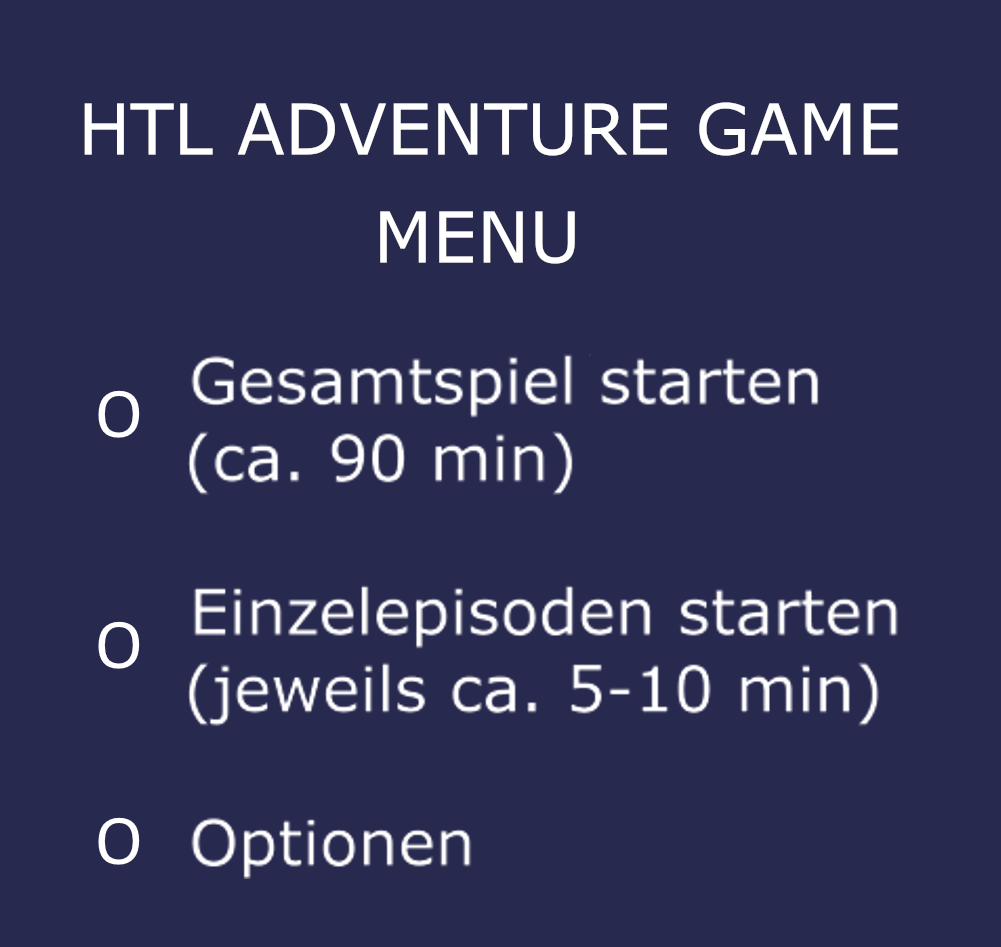 HTL ADVENTURE GAME
MENU
O Gesamtspiel starten
(ca. 90 min)
O Einzelepisoden starten
(jeweils ca. 5-10 min)
O Optionen